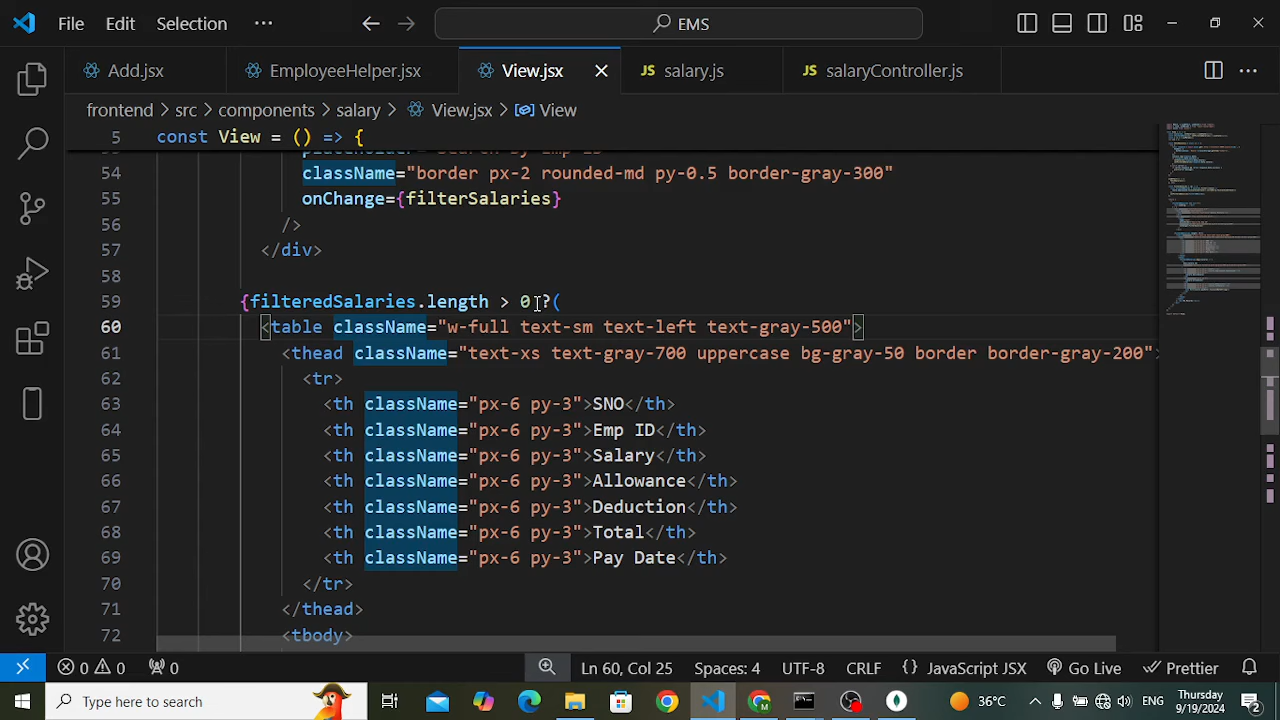 File Edit Selection ··· EMS
Add.jsx EmployeeHelper.jsx View.jsx JS salary.js JS salaryController.js ···
frontend > src > components > salary > View.jsx > View
5 const View = () => {
54 className="border px-2 rounded-md py-0.5 border-gray-300"
55 onChange={filterSalaries}
56 />
57 </div>
58
59 {filteredSalaries.length > 0 ?(
60 <table className="w-full text-sm text-left text-gray-500">
61 <thead className="text-xs text-gray-700 uppercase bg-gray-50 border border-gray-200">
62 <tr>
63 <th className="px-6 py-3">SNO</th>
64 <th className="px-6 py-3">Emp ID</th>
65 <th className="px-6 py-3">Salary</th>
66 <th className="px-6 py-3">Allowance</th>
67 <th className="px-6 py-3">Deduction</th>
68 <th className="px-6 py-3">Total</th>
69 <th className="px-6 py-3">Pay Date</th>
70 </tr>
71 </thead>
72 <tbody>
0 0 0 Ln 60, Col 25 Spaces: 4 UTF-8 CRLF {} JavaScript JSX Go Live Prettier
Type here to search 36°C ENG Thursday
9/19/2024